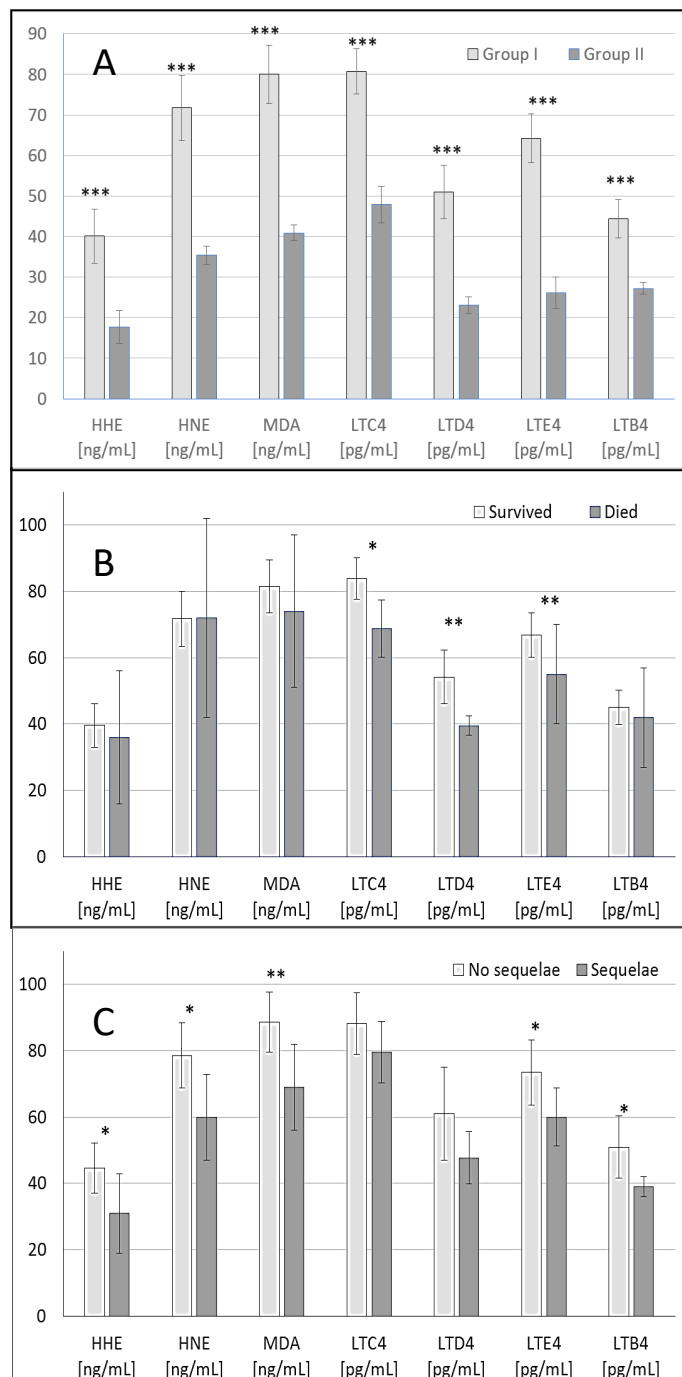 A
Group I Group II
90
80
70
60
50
40
30
20
10
0
*** *** *** *** *** *** ***
HHE HNE MDA LTC4 LTD4 LTE4 LTB4
[ng/mL] [ng/mL] [ng/mL] [pg/mL] [pg/mL] [pg/mL] [pg/mL]
B
Survived Died
100
80
60
40
20
0
* ** **
HHE HNE MDA LTC4 LTD4 LTE4 LTB4
[ng/mL] [ng/mL] [ng/mL] [pg/mL] [pg/mL] [pg/mL] [pg/mL]
C
No sequelae Sequelae
100
80
60
40
20
0
* * ** * *
HHE HNE MDA LTC4 LTD4 LTE4 LTB4
[ng/mL] [ng/mL] [ng/mL] [pg/mL] [pg/mL] [pg/mL] [pg/mL]